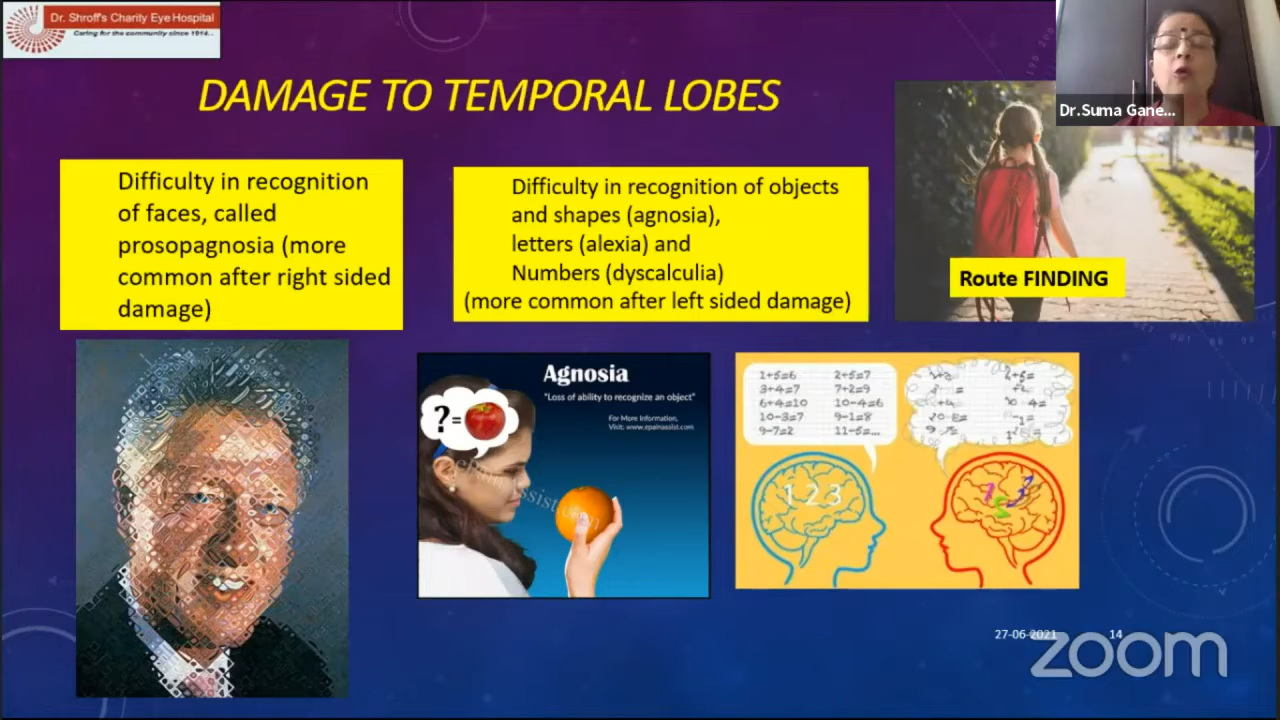 Dr. Shroff's Charity Eye Hospital
Caring for the community since 1914..
Dr.Suma Gane...
DAMAGE TO TEMPORAL LOBES
Difficulty in recognition
of faces, called
prosopagnosia (more
common after right sided
damage)
Difficulty in recognition of objects
and shapes (agnosia),
letters (alexia) and
Numbers (dyscalculia)
(more common after left sided damage)
Route FINDING
Agnosia
"Loss of ability to recognize an object"
For More Information,
Visit: www.epainassist.com
?=
1+5=6 2+5=7
3+4=7 7+2=9
6+4=10 10-4=6
10-3=7 9-1=8
9-7=2 11-5=...
1 2 3
27-06-2021 14
zoom